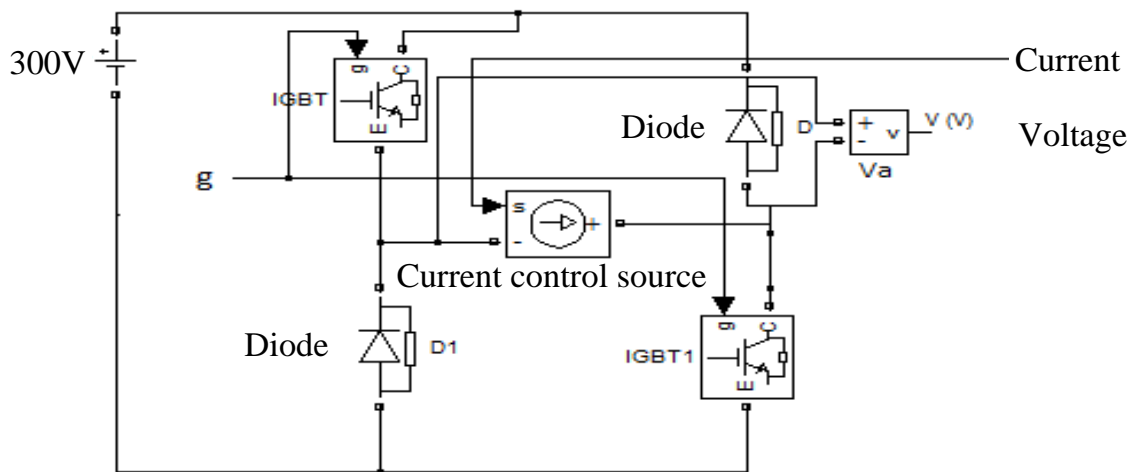 300V
+
g
C
IGBT
E
Current
Diode
D
+
-
v
V (V)
Va
Voltage
g
s
+
-
Current control source
Diode
D1
g
C
IGBT1
E